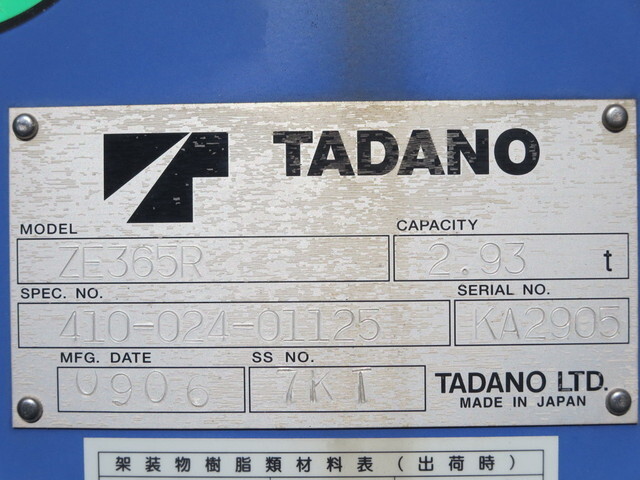 TADANO
MODEL
CAPACITY
ZE365R
2.93 t
SPEC. NO.
SERIAL NO.
410-024-01125
KA2905
MFG. DATE
SS NO.
0906
7KT
TADANO LTD.
MADE IN JAPAN
架装物樹脂類材料表(出荷時)